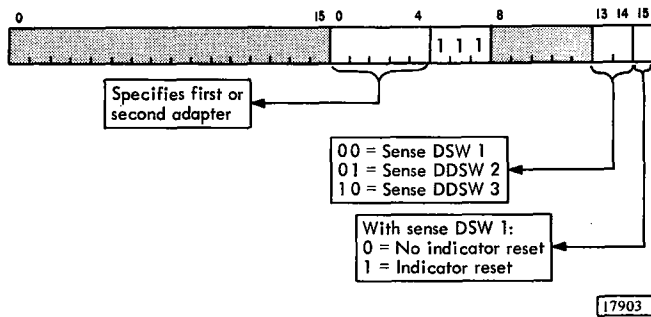 0 15 0 4 8 13 14 15
1 1 1
Specifies first or
second adapter
00 = Sense DSW 1
01 = Sense DDSW 2
10 = Sense DDSW 3
With sense DSW 1:
0 = No indicator reset
1 = Indicator reset
17903